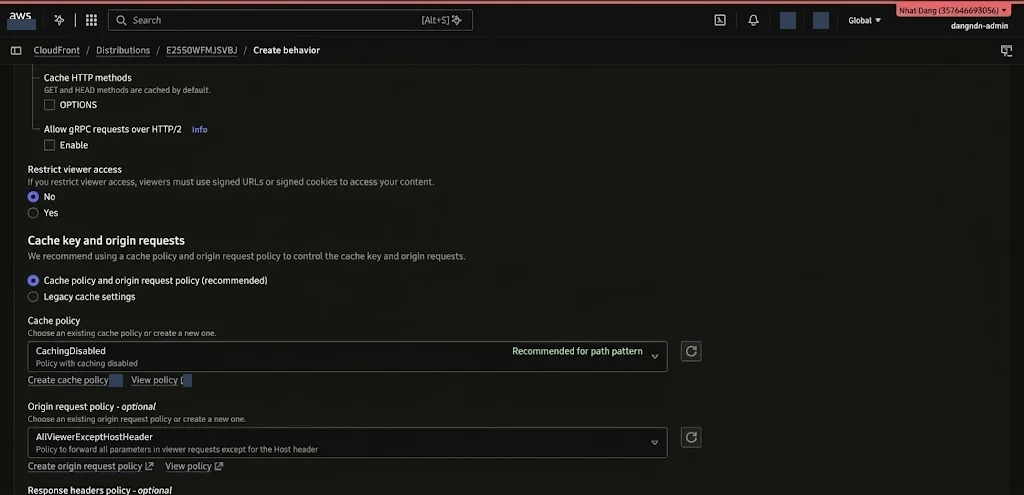 aws
Search
[Alt+S]
Global
Nhat Dang (357646693056)
dangndn-admin
CloudFront / Distributions / E2550WFMJSVBJ / Create behavior
Cache HTTP methods
GET and HEAD methods are cached by default.
OPTIONS
Allow gRPC requests over HTTP/2 Info
Enable
Restrict viewer access
If you restrict viewer access, viewers must use signed URLs or signed cookies to access your content.
No
Yes
Cache key and origin requests
We recommend using a cache policy and origin request policy to control the cache key and origin requests.
Cache policy and origin request policy (recommended)
Legacy cache settings
Cache policy
Choose an existing cache policy or create a new one.
CachingDisabled Recommended for path pattern
Policy with caching disabled
Create cache policy View policy
Origin request policy - optional
Choose an existing origin request policy or create a new one.
AllViewerExceptHostHeader
Policy to forward all parameters in viewer requests except for the Host header
Create origin request policy View policy
Response headers policy - optional